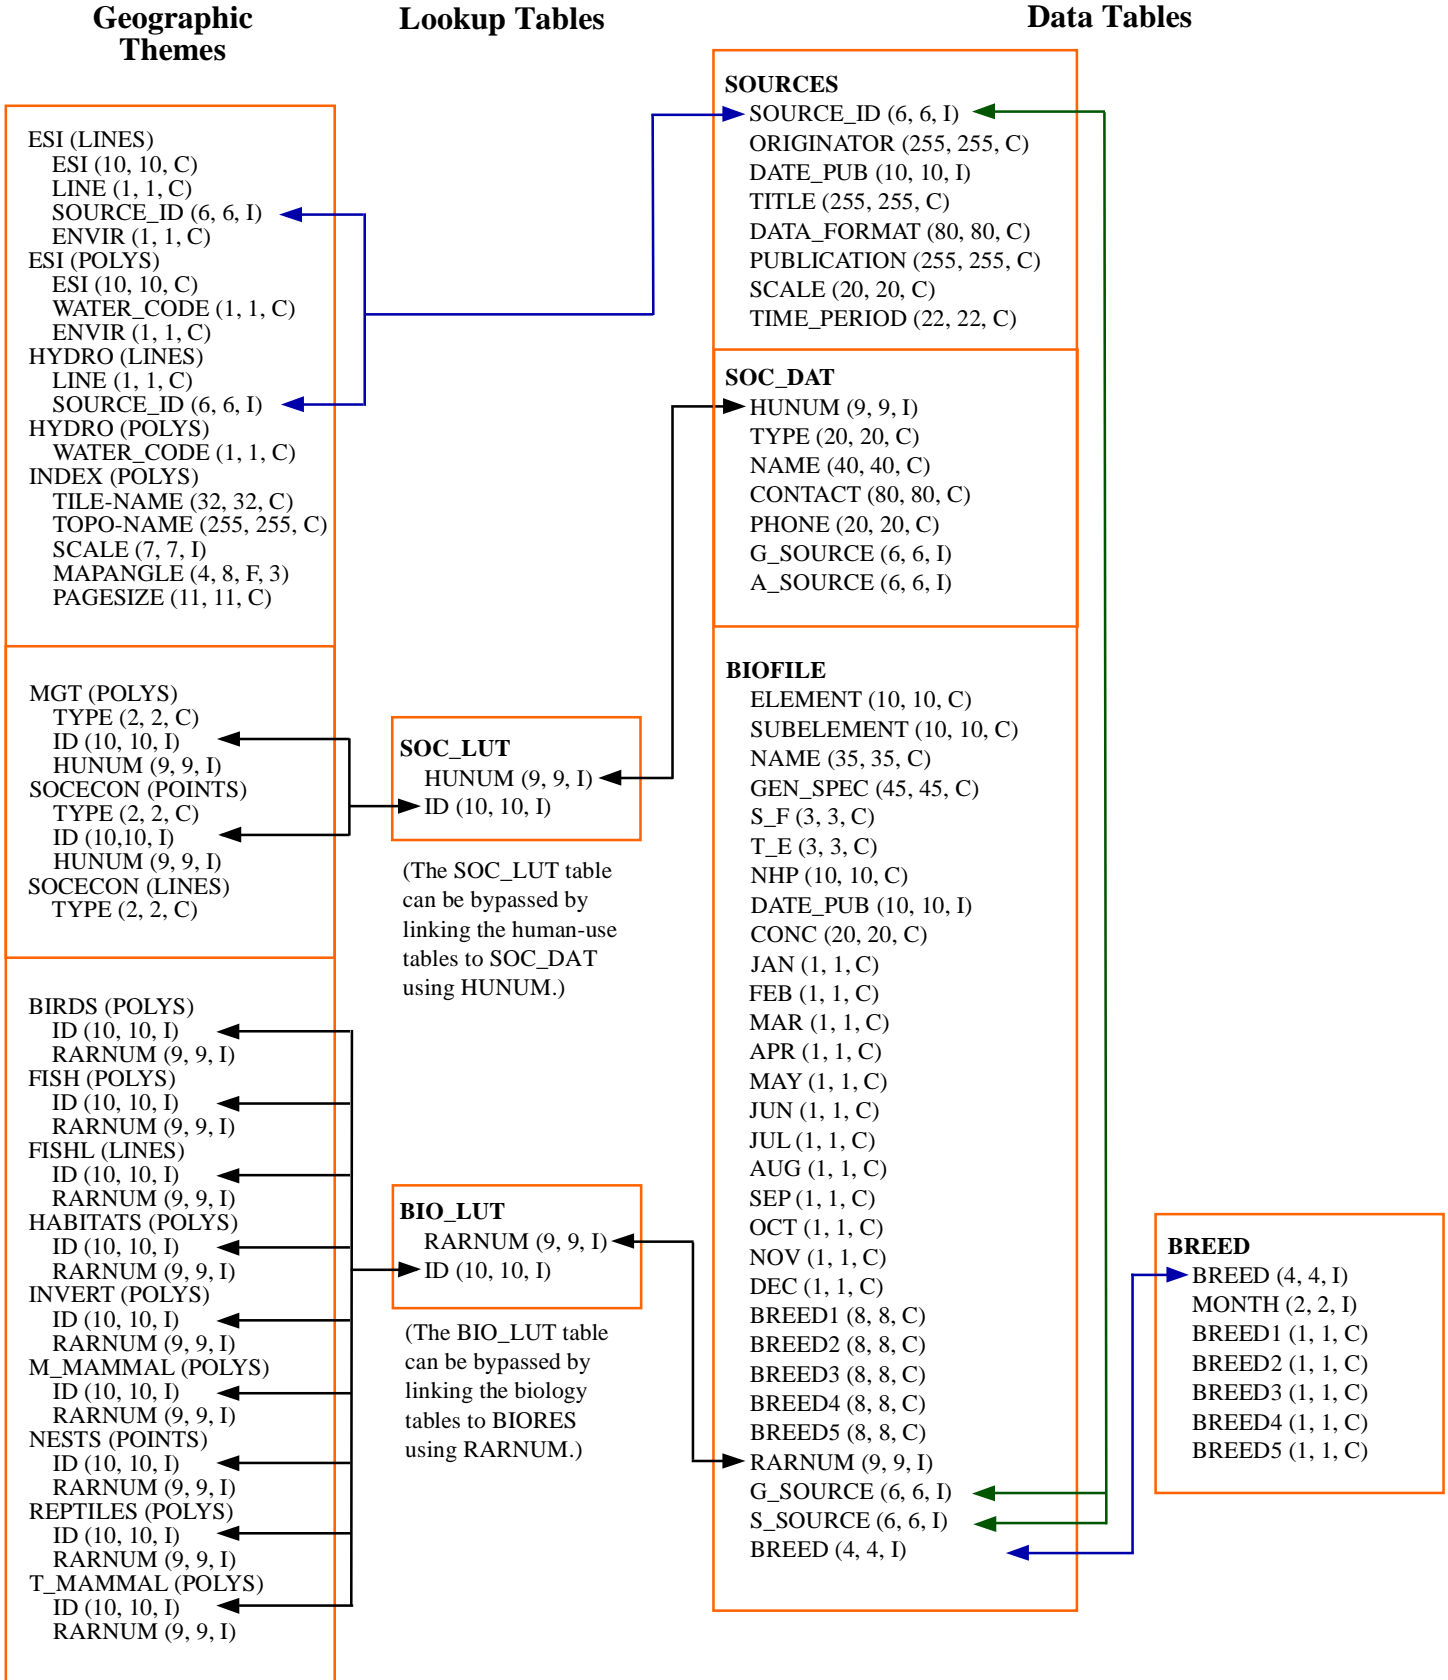 Geographic
Themes
Lookup Tables
Data Tables
ESI (LINES)
ESI (10, 10, C)
LINE (1, 1, C)
SOURCE_ID (6, 6, I)
ENVIR (1, 1, C)
ESI (POLYS)
ESI (10, 10, C)
WATER_CODE (1, 1, C)
ENVIR (1, 1, C)
HYDRO (LINES)
LINE (1, 1, C)
SOURCE_ID (6, 6, I)
HYDRO (POLYS)
WATER_CODE (1, 1, C)
INDEX (POLYS)
TILE-NAME (32, 32, C)
TOPO-NAME (255, 255, C)
SCALE (7, 7, I)
MAPANGLE (4, 8, F, 3)
PAGESIZE (11, 11, C)
MGT (POLYS)
TYPE (2, 2, C)
ID (10, 10, I)
HUNUM (9, 9, I)
SOCECON (POINTS)
TYPE (2, 2, C)
ID (10,10, I)
HUNUM (9, 9, I)
SOCECON (LINES)
TYPE (2, 2, C)
BIRDS (POLYS)
ID (10, 10, I)
RARNUM (9, 9, I)
FISH (POLYS)
ID (10, 10, I)
RARNUM (9, 9, I)
FISHL (LINES)
ID (10, 10, I)
RARNUM (9, 9, I)
HABITATS (POLYS)
ID (10, 10, I)
RARNUM (9, 9, I)
INVERT (POLYS)
ID (10, 10, I)
RARNUM (9, 9, I)
M_MAMMAL (POLYS)
ID (10, 10, I)
RARNUM (9, 9, I)
NESTS (POINTS)
ID (10, 10, I)
RARNUM (9, 9, I)
REPTILES (POLYS)
ID (10, 10, I)
RARNUM (9, 9, I)
T_MAMMAL (POLYS)
ID (10, 10, I)
RARNUM (9, 9, I)
SOC_LUT
HUNUM (9, 9, I)
ID (10, 10, I)
(The SOC_LUT table
can be bypassed by
linking the human-use
tables to SOC_DAT
using HUNUM.)
BIO_LUT
RARNUM (9, 9, I)
ID (10, 10, I)
(The BIO_LUT table
can be bypassed by
linking the biology
tables to BIORES
using RARNUM.)
SOURCES
SOURCE_ID (6, 6, I)
ORIGINATOR (255, 255, C)
DATE_PUB (10, 10, I)
TITLE (255, 255, C)
DATA_FORMAT (80, 80, C)
PUBLICATION (255, 255, C)
SCALE (20, 20, C)
TIME_PERIOD (22, 22, C)
SOC_DAT
HUNUM (9, 9, I)
TYPE (20, 20, C)
NAME (40, 40, C)
CONTACT (80, 80, C)
PHONE (20, 20, C)
G_SOURCE (6, 6, I)
A_SOURCE (6, 6, I)
BIOFILE
ELEMENT (10, 10, C)
SUBELEMENT (10, 10, C)
NAME (35, 35, C)
GEN_SPEC (45, 45, C)
S_F (3, 3, C)
T_E (3, 3, C)
NHP (10, 10, C)
DATE_PUB (10, 10, I)
CONC (20, 20, C)
JAN (1, 1, C)
FEB (1, 1, C)
MAR (1, 1, C)
APR (1, 1, C)
MAY (1, 1, C)
JUN (1, 1, C)
JUL (1, 1, C)
AUG (1, 1, C)
SEP (1, 1, C)
OCT (1, 1, C)
NOV (1, 1, C)
DEC (1, 1, C)
BREED1 (8, 8, C)
BREED2 (8, 8, C)
BREED3 (8, 8, C)
BREED4 (8, 8, C)
BREED5 (8, 8, C)
RARNUM (9, 9, I)
G_SOURCE (6, 6, I)
S_SOURCE (6, 6, I)
BREED (4, 4, I)
BREED
BREED (4, 4, I)
MONTH (2, 2, I)
BREED1 (1, 1, C)
BREED2 (1, 1, C)
BREED3 (1, 1, C)
BREED4 (1, 1, C)
BREED5 (1, 1, C)